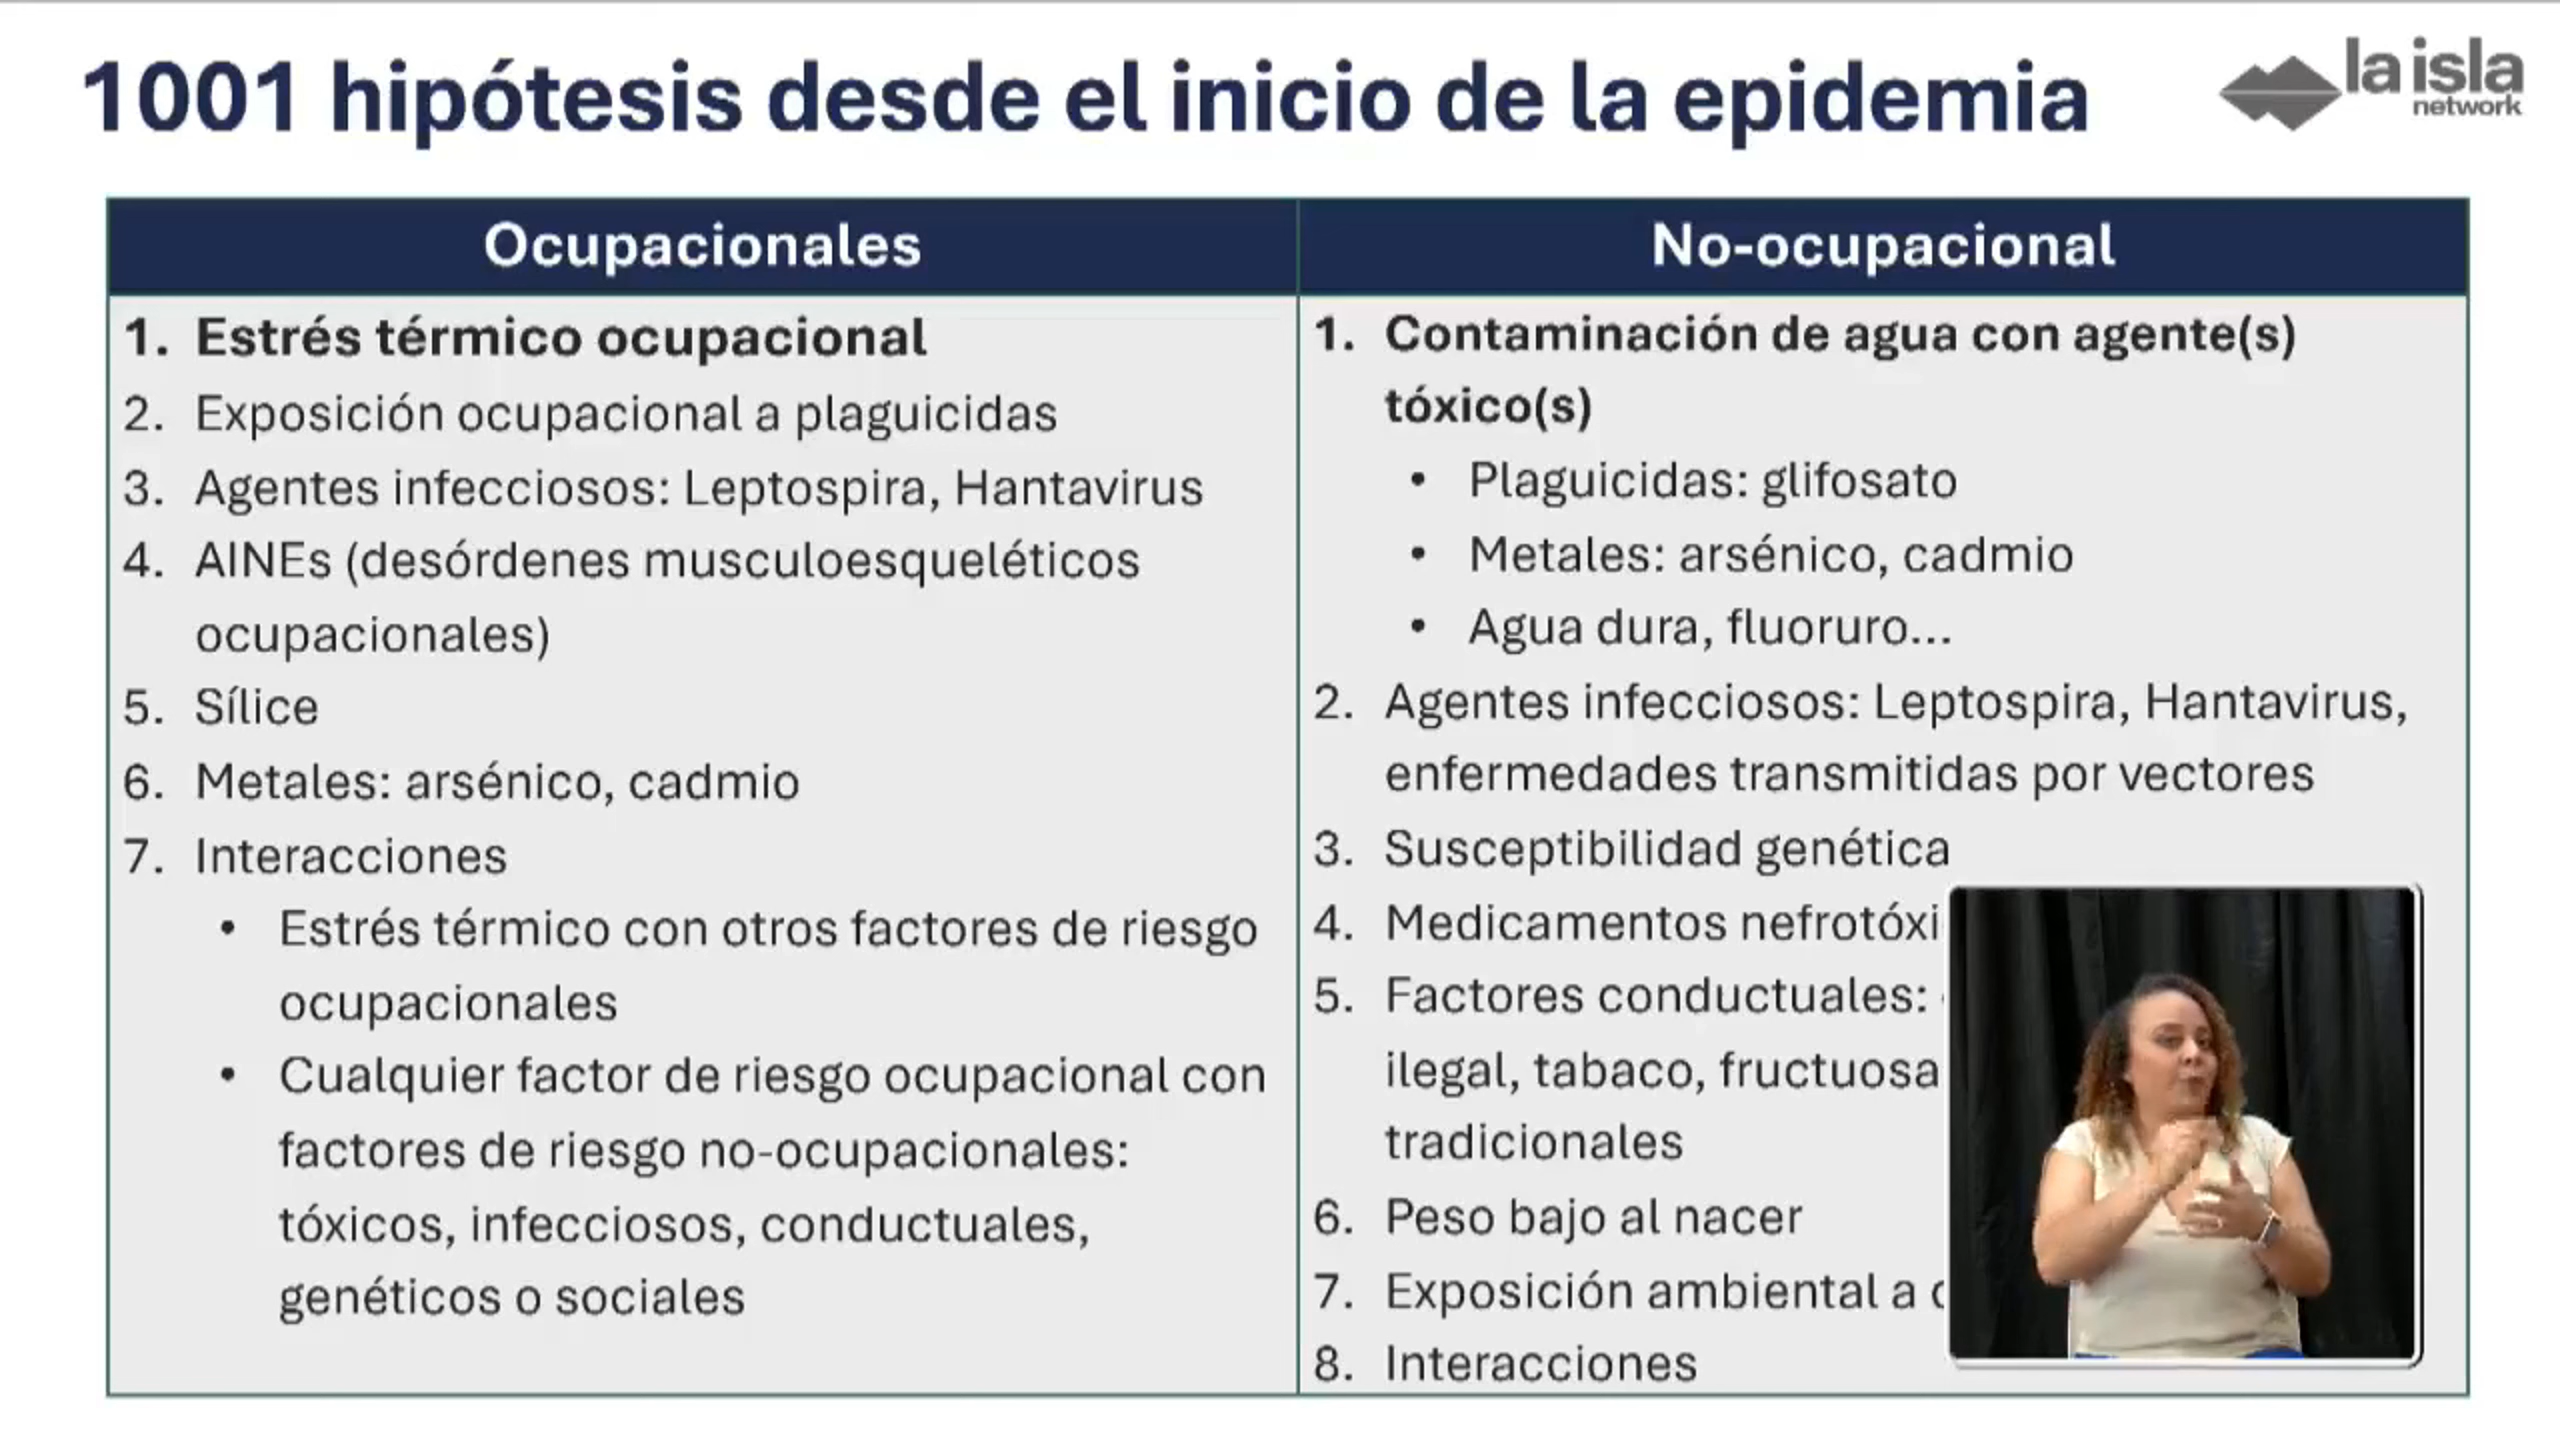 1001 hipótesis desde el inicio de la epidemia
la isla
network
Ocupacionales
1. Estrés térmico ocupacional
2. Exposición ocupacional a plaguicidas
3. Agentes infecciosos: Leptospira, Hantavirus
4. AINEs (desórdenes musculoesqueléticos
ocupacionales)
5. Sílice
6. Metales: arsénico, cadmio
7. Interacciones
• Estrés térmico con otros factores de riesgo
ocupacionales
• Cualquier factor de riesgo ocupacional con
factores de riesgo no-ocupacionales:
tóxicos, infecciosos, conductuales,
genéticos o sociales
No-ocupacional
1. Contaminación de agua con agente(s)
tóxico(s)
• Plaguicidas: glifosato
• Metales: arsénico, cadmio
• Agua dura, fluoruro...
2. Agentes infecciosos: Leptospira, Hantavirus,
enfermedades transmitidas por vectores
3. Susceptibilidad genética
4. Medicamentos
5. Factores conductuales:
ilegal, tabaco, fructuosa
tradicionales
6. Peso bajo al nacer
7. Exposición ambiental a
8. Interacciones